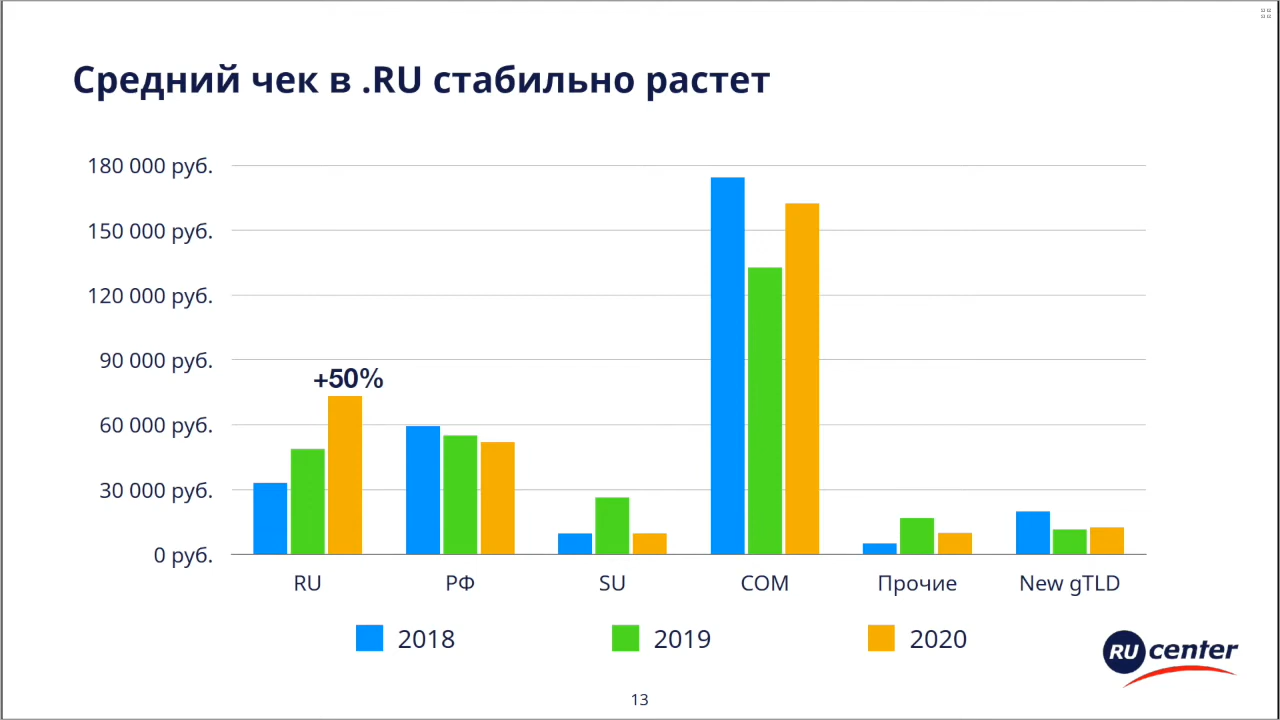 Средний чек в .RU стабильно растет
180 000 руб.
150 000 руб.
120 000 руб.
90 000 руб.
+50%
60 000 руб.
30 000 руб.
0 руб.
RU РФ SU COM Прочие New gTLD
2018 2019 2020
RU center
13